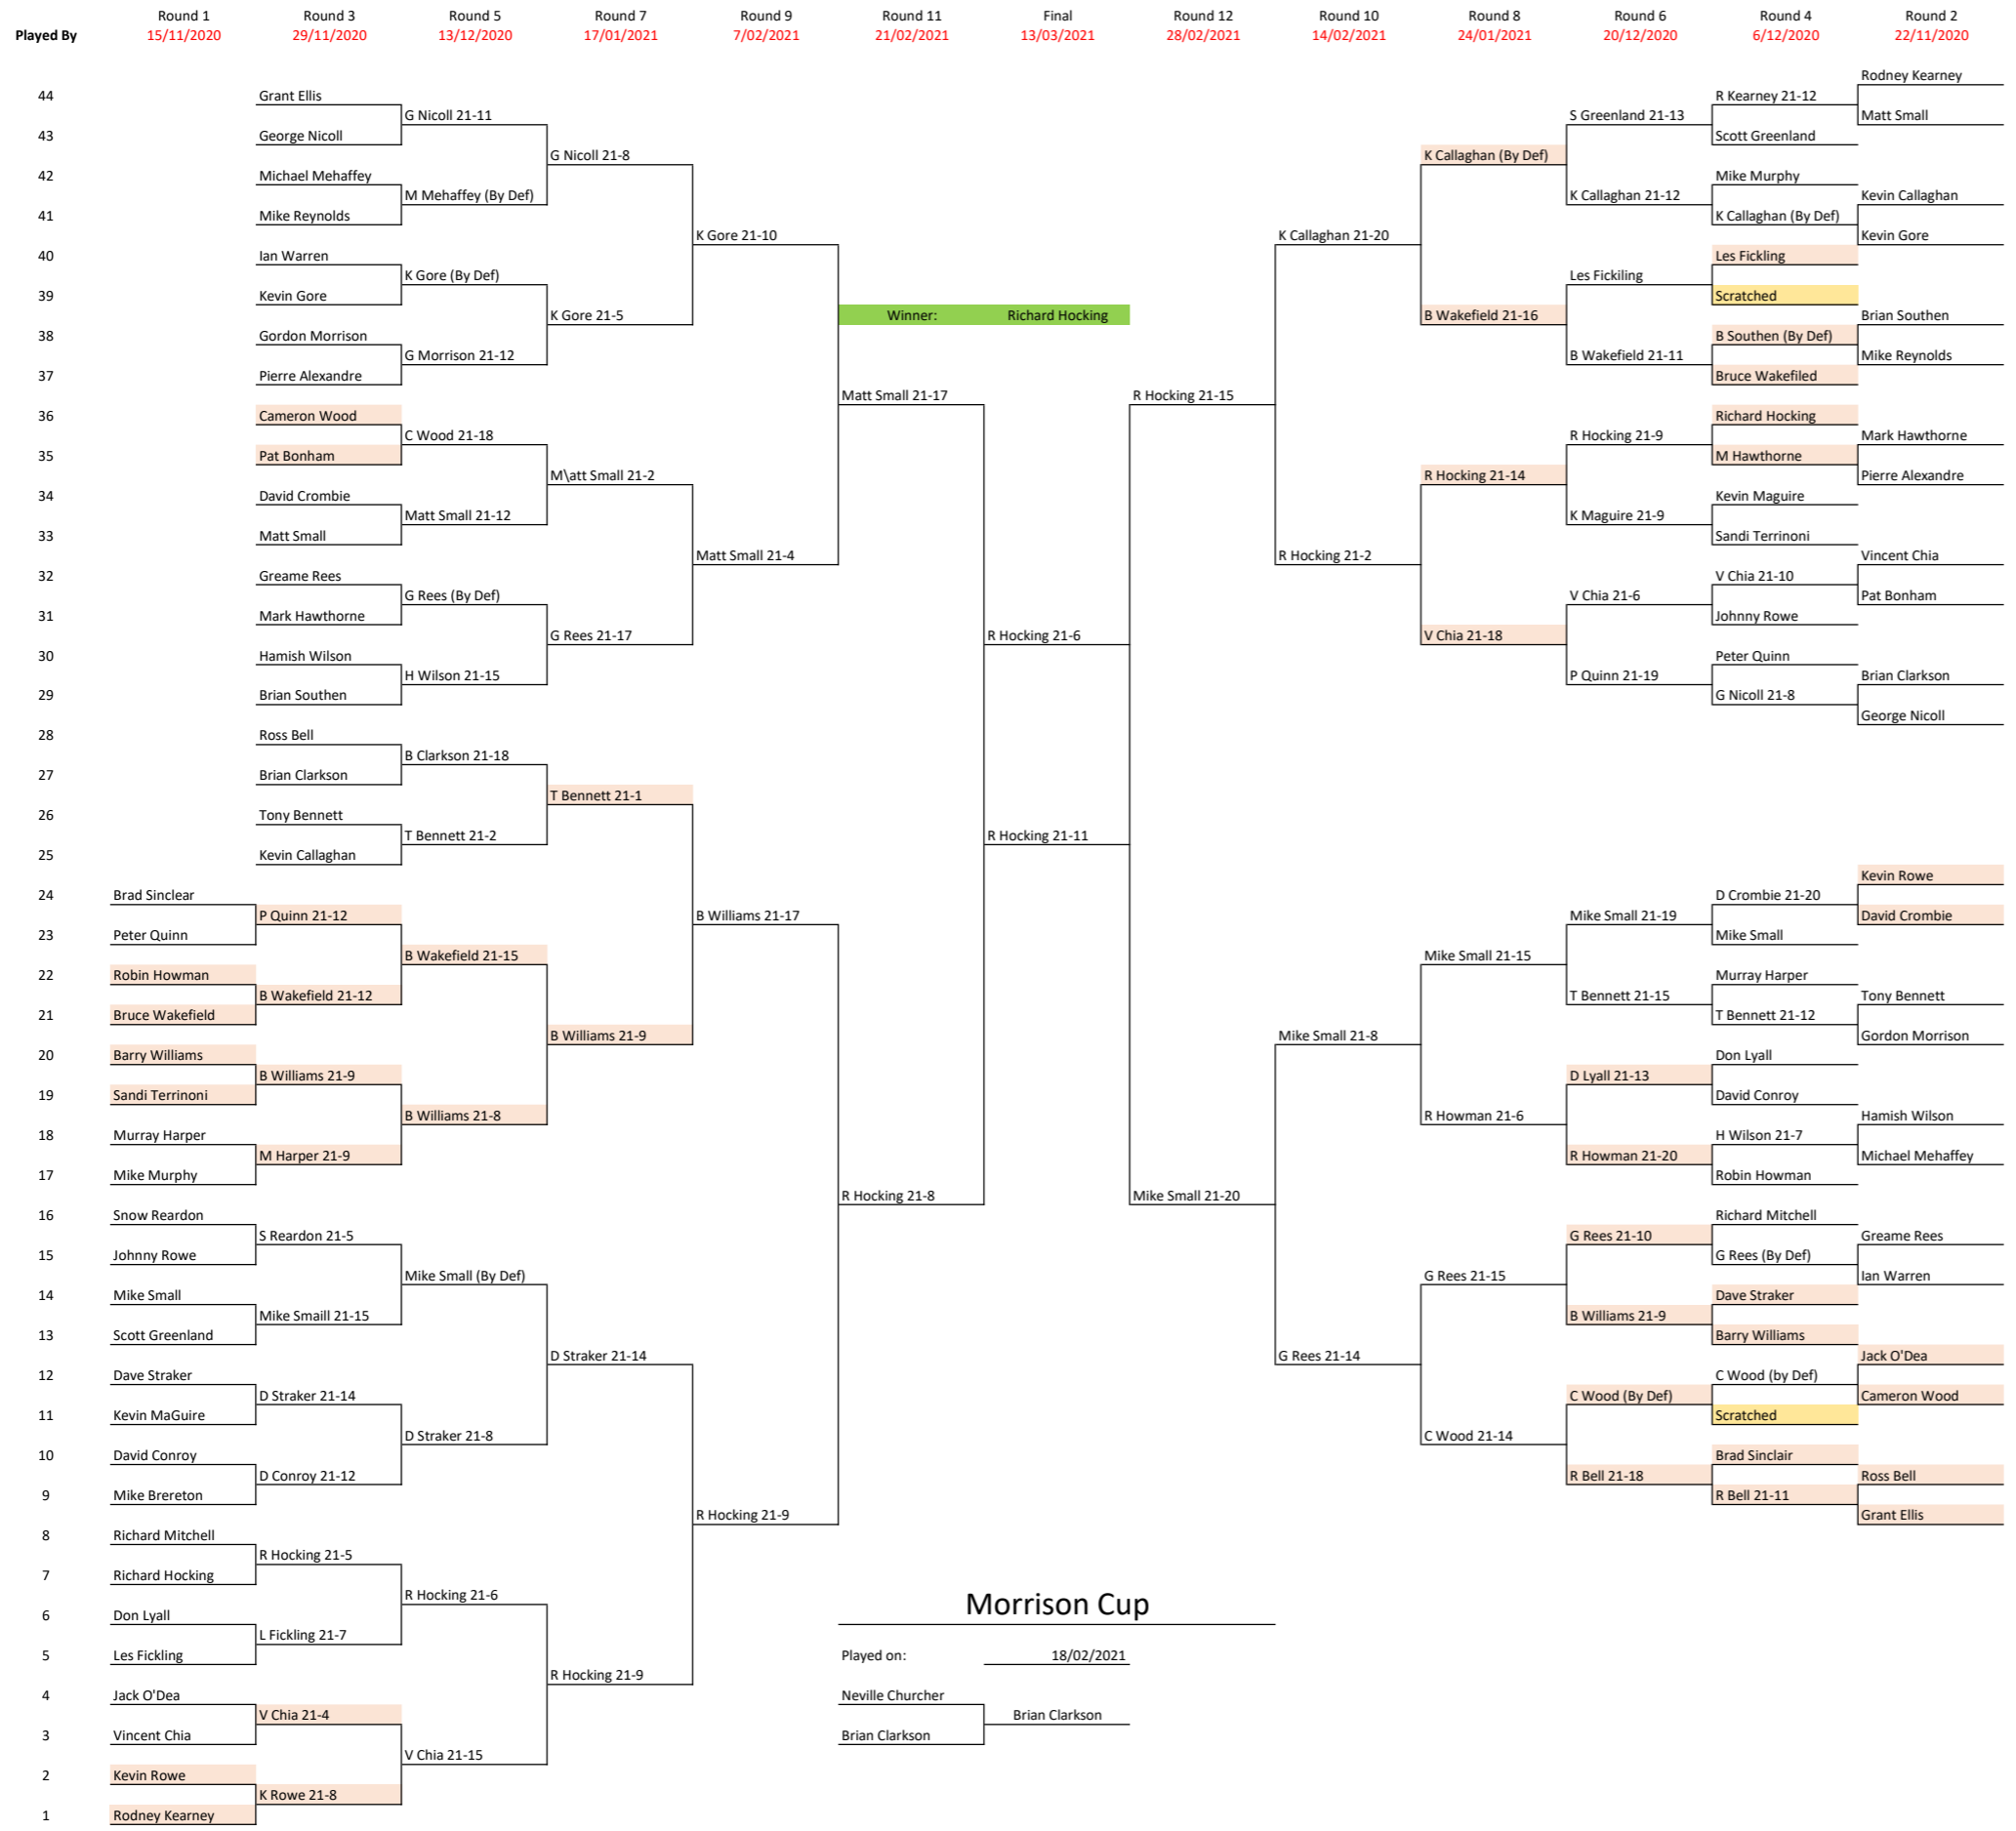 Round 1 Round 3 Round 5 Round 7 Round 9 Round 11 Final Round 12 Round 10 Round 8 Round 6 Round 4 Round 2
Played By 15/11/2020 29/11/2020 13/12/2020 17/01/2021 7/02/2021 21/02/2021 13/03/2021 28/02/2021 14/02/2021 24/01/2021 20/12/2020 6/12/2020 22/11/2020
Rodney Kearney
44 Grant Ellis R Kearney 21-12
G Nicoll 21-11 S Greenland 21-13 Matt Small
43 George Nicoll Scott Greenland
G Nicoll 21-8 K Callaghan (By Def)
42 Michael Mehaffey Mike Murphy
M Mehaffey (By Def) K Callaghan 21-12 Kevin Callaghan
41 Mike Reynolds K Callaghan (By Def)
K Gore 21-10 K Callaghan 21-20 Kevin Gore
40 Ian Warren Les Fickling
K Gore (By Def) Les Fickiling
39 Kevin Gore Scratched
K Gore 21-5 Winner: Richard Hocking B Wakefield 21-16 Brian Southen
38 Gordon Morrison B Southen (By Def)
G Morrison 21-12 B Wakefield 21-11 Mike Reynolds
37 Pierre Alexandre Bruce Wakefiled
Matt Small 21-17 R Hocking 21-15
36 Cameron Wood Richard Hocking
C Wood 21-18 R Hocking 21-9 Mark Hawthorne
35 Pat Bonham M Hawthorne
M\att Small 21-2 R Hocking 21-14 Pierre Alexandre
34 David Crombie Kevin Maguire
Matt Small 21-12 K Maguire 21-9
33 Matt Small Sandi Terrinoni
Matt Small 21-4 R Hocking 21-2 Vincent Chia
32 Greame Rees V Chia 21-10
G Rees (By Def) V Chia 21-6 Pat Bonham
31 Mark Hawthorne Johnny Rowe
G Rees 21-17 R Hocking 21-6 V Chia 21-18
30 Hamish Wilson Peter Quinn
H Wilson 21-15 P Quinn 21-19 Brian Clarkson
29 Brian Southen G Nicoll 21-8
George Nicoll
28 Ross Bell
B Clarkson 21-18
27 Brian Clarkson
T Bennett 21-1
26 Tony Bennett
T Bennett 21-2 R Hocking 21-11
25 Kevin Callaghan
Kevin Rowe
24 Brad Sinclear D Crombie 21-20
P Quinn 21-12 B Williams 21-17 Mike Small 21-19 David Crombie
23 Peter Quinn Mike Small
B Wakefield 21-15 Mike Small 21-15
22 Robin Howman Murray Harper
B Wakefield 21-12 T Bennett 21-15 Tony Bennett
21 Bruce Wakefield T Bennett 21-12
B Williams 21-9 Mike Small 21-8 Gordon Morrison
20 Barry Williams Don Lyall
B Williams 21-9 D Lyall 21-13
19 Sandi Terrinoni David Conroy
B Williams 21-8 R Howman 21-6 Hamish Wilson
18 Murray Harper H Wilson 21-7
M Harper 21-9 R Howman 21-20 Michael Mehaffey
17 Mike Murphy Robin Howman
R Hocking 21-8 Mike Small 21-20
16 Snow Reardon Richard Mitchell
S Reardon 21-5 G Rees 21-10 Greame Rees
15 Johnny Rowe G Rees (By Def)
Mike Small (By Def) G Rees 21-15 Ian Warren
14 Mike Small Dave Straker
Mike Smaill 21-15 B Williams 21-9
13 Scott Greenland Barry Williams
D Straker 21-14 G Rees 21-14 Jack O'Dea
12 Dave Straker C Wood (by Def)
D Straker 21-14 C Wood (By Def) Cameron Wood
11 Kevin MaGuire Scratched
D Straker 21-8 C Wood 21-14
10 David Conroy Brad Sinclair
D Conroy 21-12 R Bell 21-18 Ross Bell
9 Mike Brereton R Bell 21-11
R Hocking 21-9 Grant Ellis
8 Richard Mitchell
R Hocking 21-5
7 Richard Hocking
R Hocking 21-6 Morrison Cup
6 Don Lyall
L Fickling 21-7
5 Les Fickling Played on: 18/02/2021
R Hocking 21-9
4 Jack O'Dea Neville Churcher
V Chia 21-4 Brian Clarkson
3 Vincent Chia Brian Clarkson
V Chia 21-15
2 Kevin Rowe
K Rowe 21-8
1 Rodney Kearney